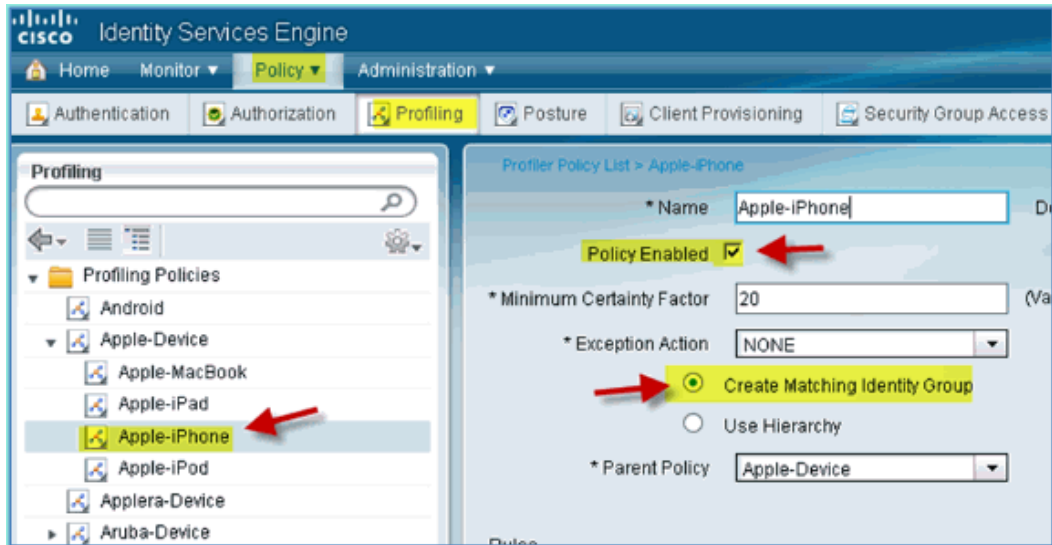 CISCO Identity Services Engine
Home Monitor ▼ Policy ▼ Administration ▼
Authentication Authorization Profiling Posture Client Provisioning Security Group Access
Profiling
Profiling Policies
Android
Apple-Device
Apple-MacBook
Apple-iPad
Apple-iPhone
Apple-iPod
Applera-Device
Aruba-Device
Profiler Policy List > Apple-iPhone
* Name Apple-iPhone
Policy Enabled
* Minimum Certainty Factor 20 (Va
* Exception Action NONE
Create Matching Identity Group
Use Hierarchy
* Parent Policy Apple-Device